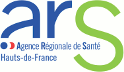 ars
Agence Régionale de Santé
Hauts-de-France